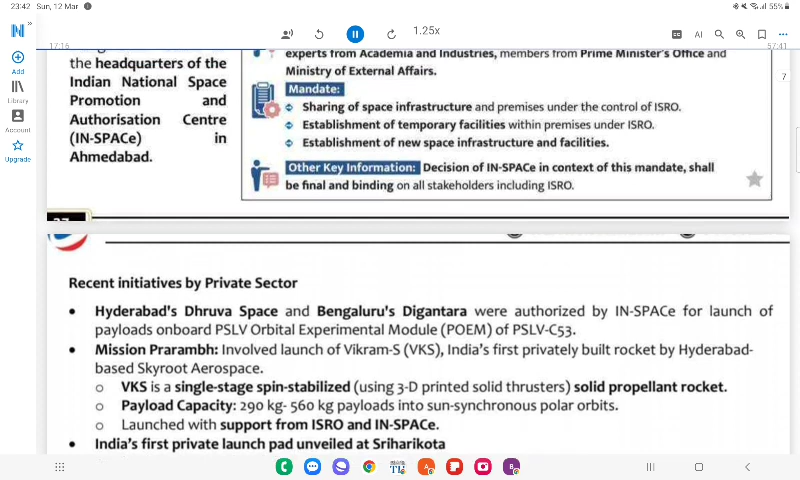 23:42 Sun, 12 Mar
55%
N »
1.25x
cc AI
17:16
57:41
Add
Library
Account
Upgrade
the headquarters of the
Indian National Space
Promotion and
Authorisation Centre
(IN-SPACe) in
Ahmedabad.
experts from Academia and Industries, members from Prime Minister's Office and
Ministry of External Affairs.
Mandate:
Sharing of space infrastructure and premises under the control of ISRO.
Establishment of temporary facilities within premises under ISRO.
Establishment of new space infrastructure and facilities.
Other Key Information: Decision of IN-SPACe in context of this mandate, shall
be final and binding on all stakeholders including ISRO.
7
Recent initiatives by Private Sector
• Hyderabad's Dhruva Space and Bengaluru's Digantara were authorized by IN-SPACe for launch of
payloads onboard PSLV Orbital Experimental Module (POEM) of PSLV-C53.
• Mission Prarambh: Involved launch of Vikram-S (VKS), India's first privately built rocket by Hyderabad-
based Skyroot Aerospace.
o VKS is a single-stage spin-stabilized (using 3-D printed solid thrusters) solid propellant rocket.
o Payload Capacity: 290 kg- 560 kg payloads into sun-synchronous polar orbits.
o Launched with support from ISRO and IN-SPACe.
• India's first private launch pad unveiled at Sriharikota